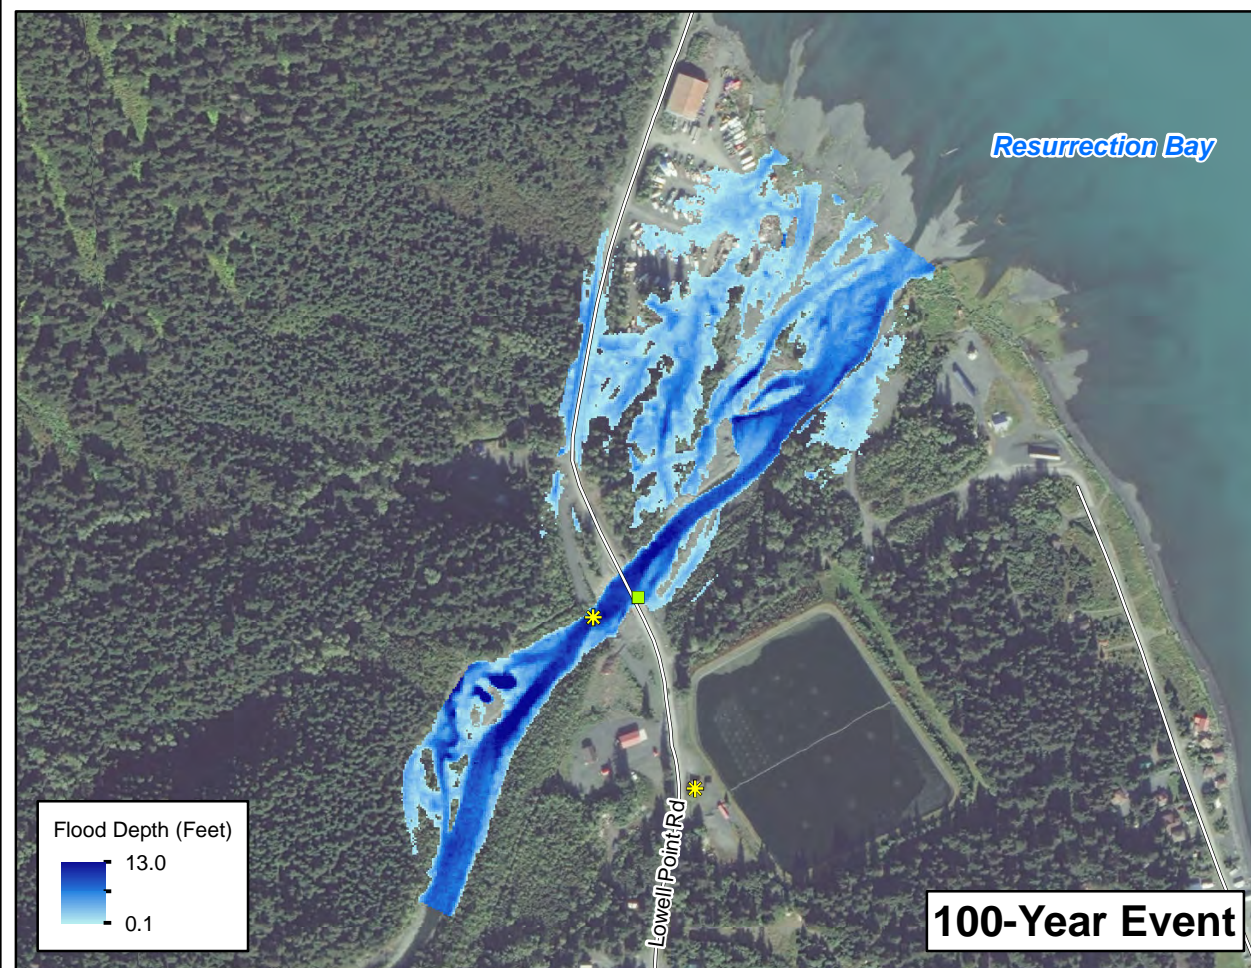 Resurrection Bay
Lowell Point Rd
Flood Depth (Feet)
13.0
0.1
100-Year Event